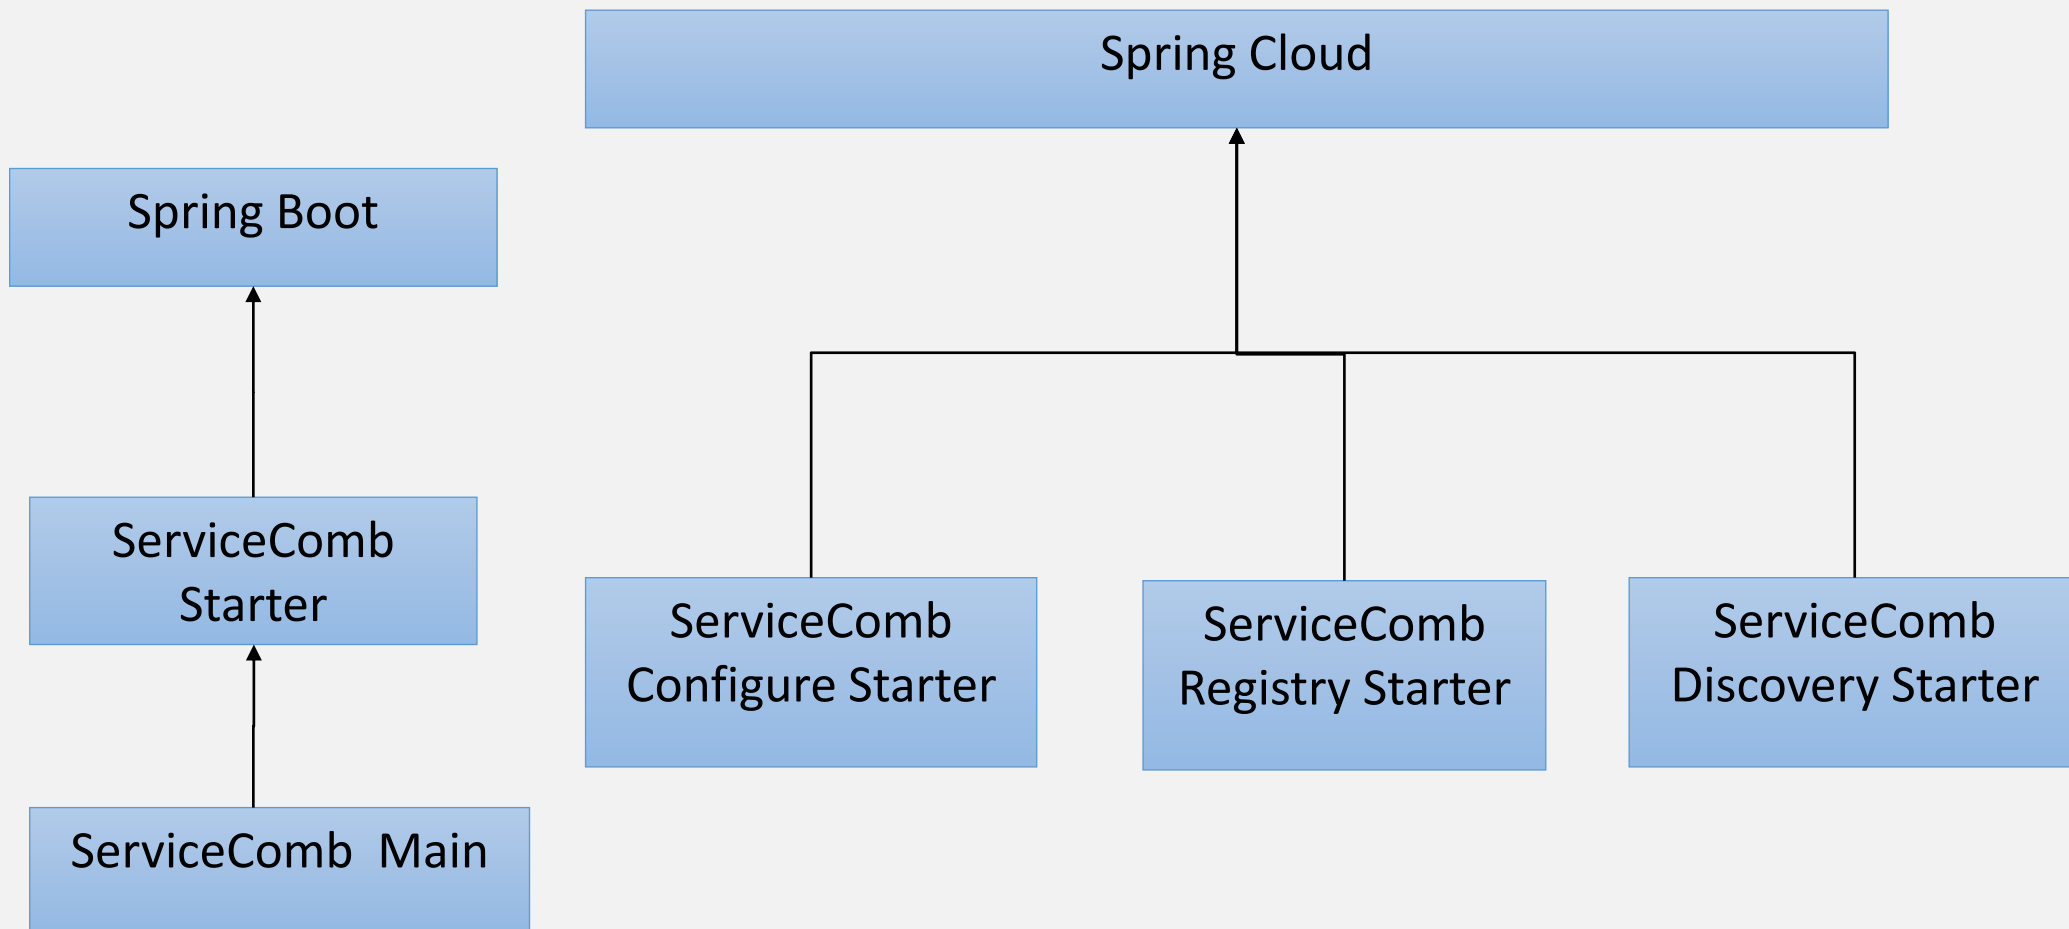 Spring Cloud
Spring Boot
ServiceComb
Starter
ServiceComb
Configure Starter
ServiceComb
Registry Starter
ServiceComb
Discovery Starter
ServiceComb  Main